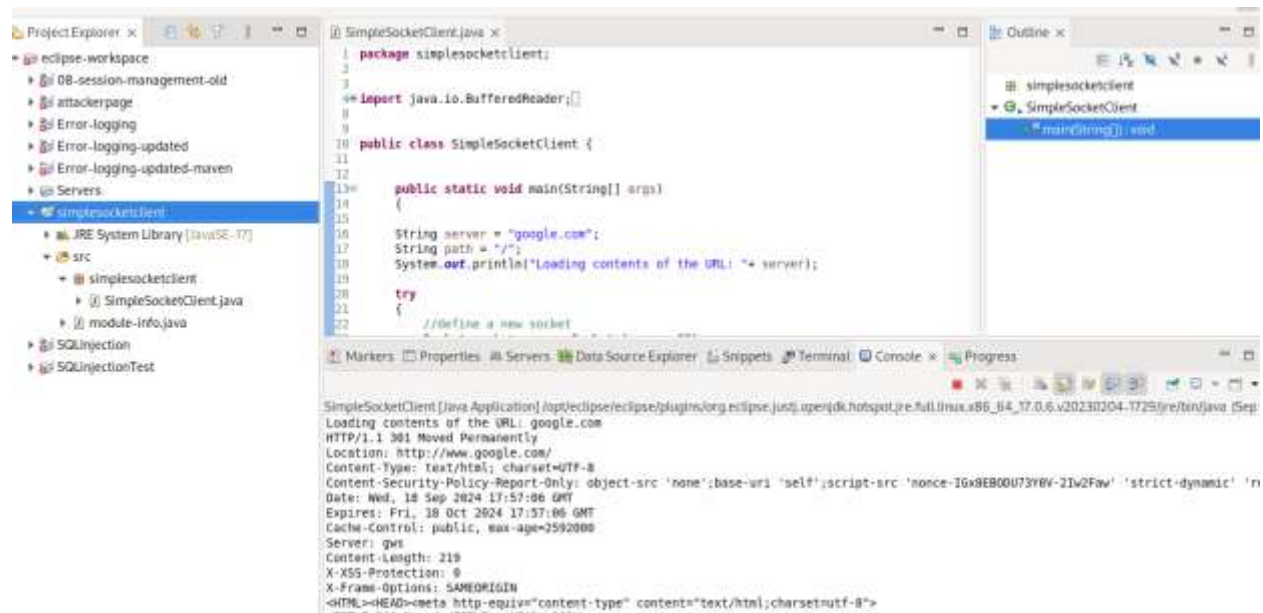 Project Explorer
eclipse-workspace
08-session-management-old
attackerpage
Error-logging
Error-logging-updated
Error-logging-updated-maven
Servers
simplesocketclient
JRE System Library [JavaSE-17]
src
simplesocketclient
SimpleSocketClient.java
module-info.java
SQLinjection
SQLinjectionTest
SimpleSocketClient.java
1 package simplesocketclient;
2
3
import java.io.BufferedReader;
8
9
10 public class SimpleSocketClient {
11
12
13 public static void main(String[] args)
14 {
15
16 String server = "google.com";
17 String path = "/";
18 System.out.println("Loading contents of the URL: "+ server);
19
20 try
21 {
22 //define a new socket
Outline
simplesocketclient
SimpleSocketClient
main(String[]) : void
Markers Properties Servers Data Source Explorer Snippets Terminal Console Progress
SimpleSocketClient [Java Application] /opt/eclipse/eclipse/plugins/org.eclipse.justj.openjdk.hotspot.jre.full.linux.x86_64_17.0.6.v20230204-1729/jre/bin/java (Sep
Loading contents of the URL: google.com
HTTP/1.1 301 Moved Permanently
Location: http://www.google.com/
Content-Type: text/html; charset=UTF-8
Content-Security-Policy-Report-Only: object-src 'none';base-uri 'self';script-src 'strict-dynamic'
Date: Wed, 18 Sep 2024 17:57:06 GMT
Expires: Fri, 18 Oct 2024 17:57:06 GMT
Cache-Control: public, max-age=2592000
Server: gws
Content-Length: 219
X-XSS-Protection: 0
X-Frame-Options: SAMEORIGIN
<HTML><HEAD><meta http-equiv="content-type" content="text/html;charset=utf-8">